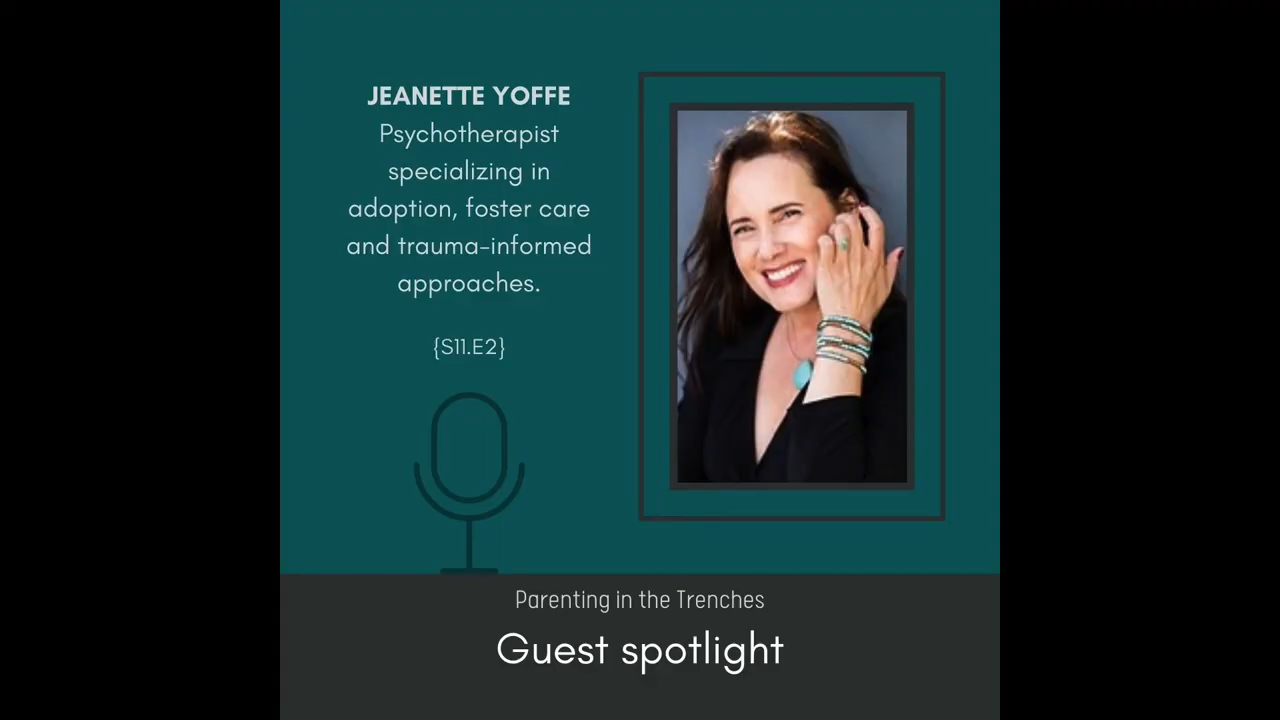 JEANETTE YOFFE
Psychotherapist
specializing in
adoption, foster care
and trauma-informed
approaches.
{S11.E2}
Parenting in the Trenches
Guest spotlight